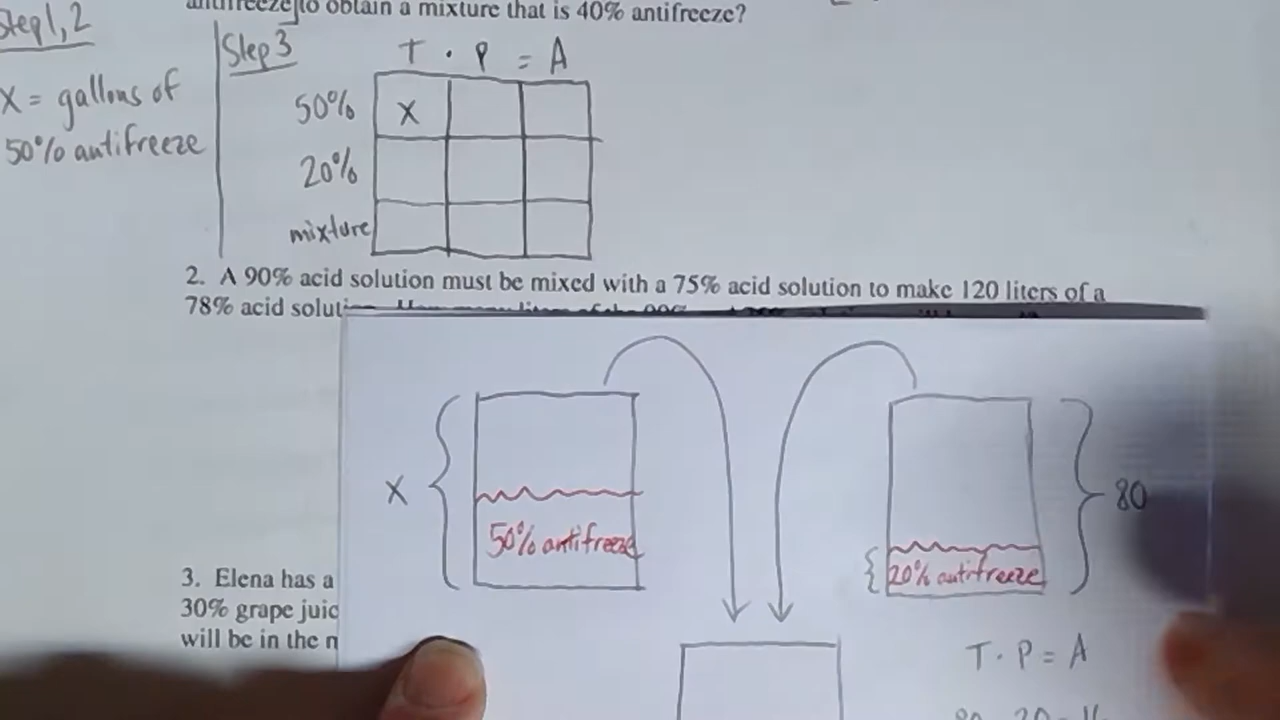 antifreeze to obtain a mixture that is 40% antifreeze?
Step 1, 2
X = gallons of
50% antifreeze
Step 3
T · P = A
50% X
20%
mixture
2. A 90% acid solution must be mixed with a 75% acid solution to make 120 liters of a
78% acid
X
50% antifreeze
20% antifreeze
80
3. Elena has a
30% grape
will be in the
T · P = A